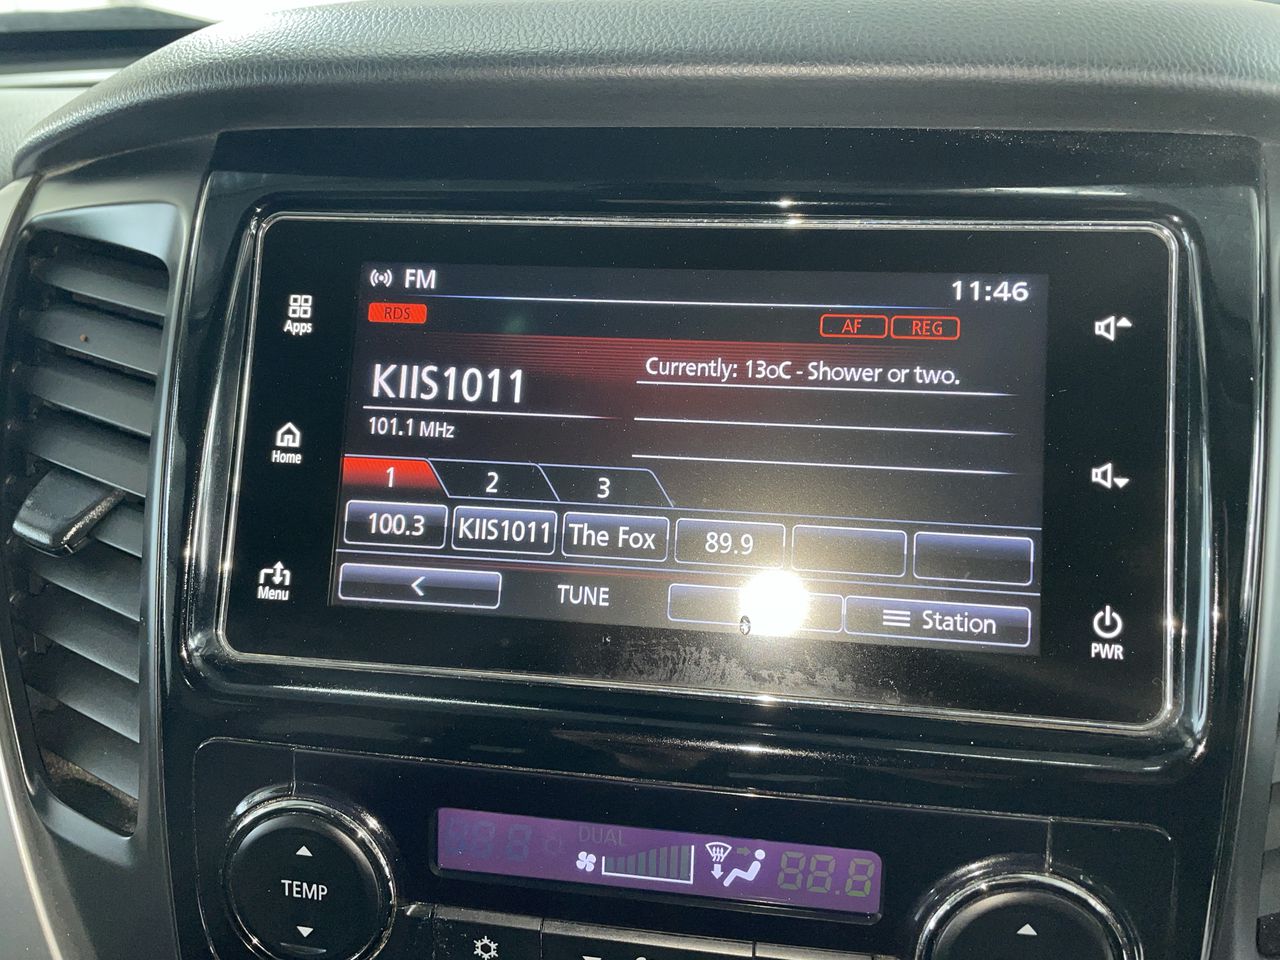 FM
11:46
RDS
AF
REG
Apps
KIIS1011
Currently: 13oC - Shower or two.
101.1 MHz
Home
1
2
3
100.3
KIIS1011
The Fox
89.9
Menu
<
TUNE
Station
PWR
DUAL
88.8
TEMP